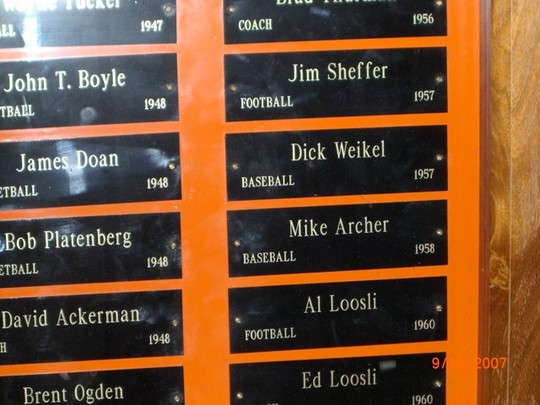 Tucker
1947
John T. Boyle
1948
James Doan
1948
Bob Platenberg
1948
David Ackerman
1948
Brent Ogden
COACH 1956
Jim Sheffer
FOOTBALL 1957
Dick Weikel
BASEBALL 1957
Mike Archer
BASEBALL 1958
Al Loosli
FOOTBALL 1960
Ed Loosli
1960